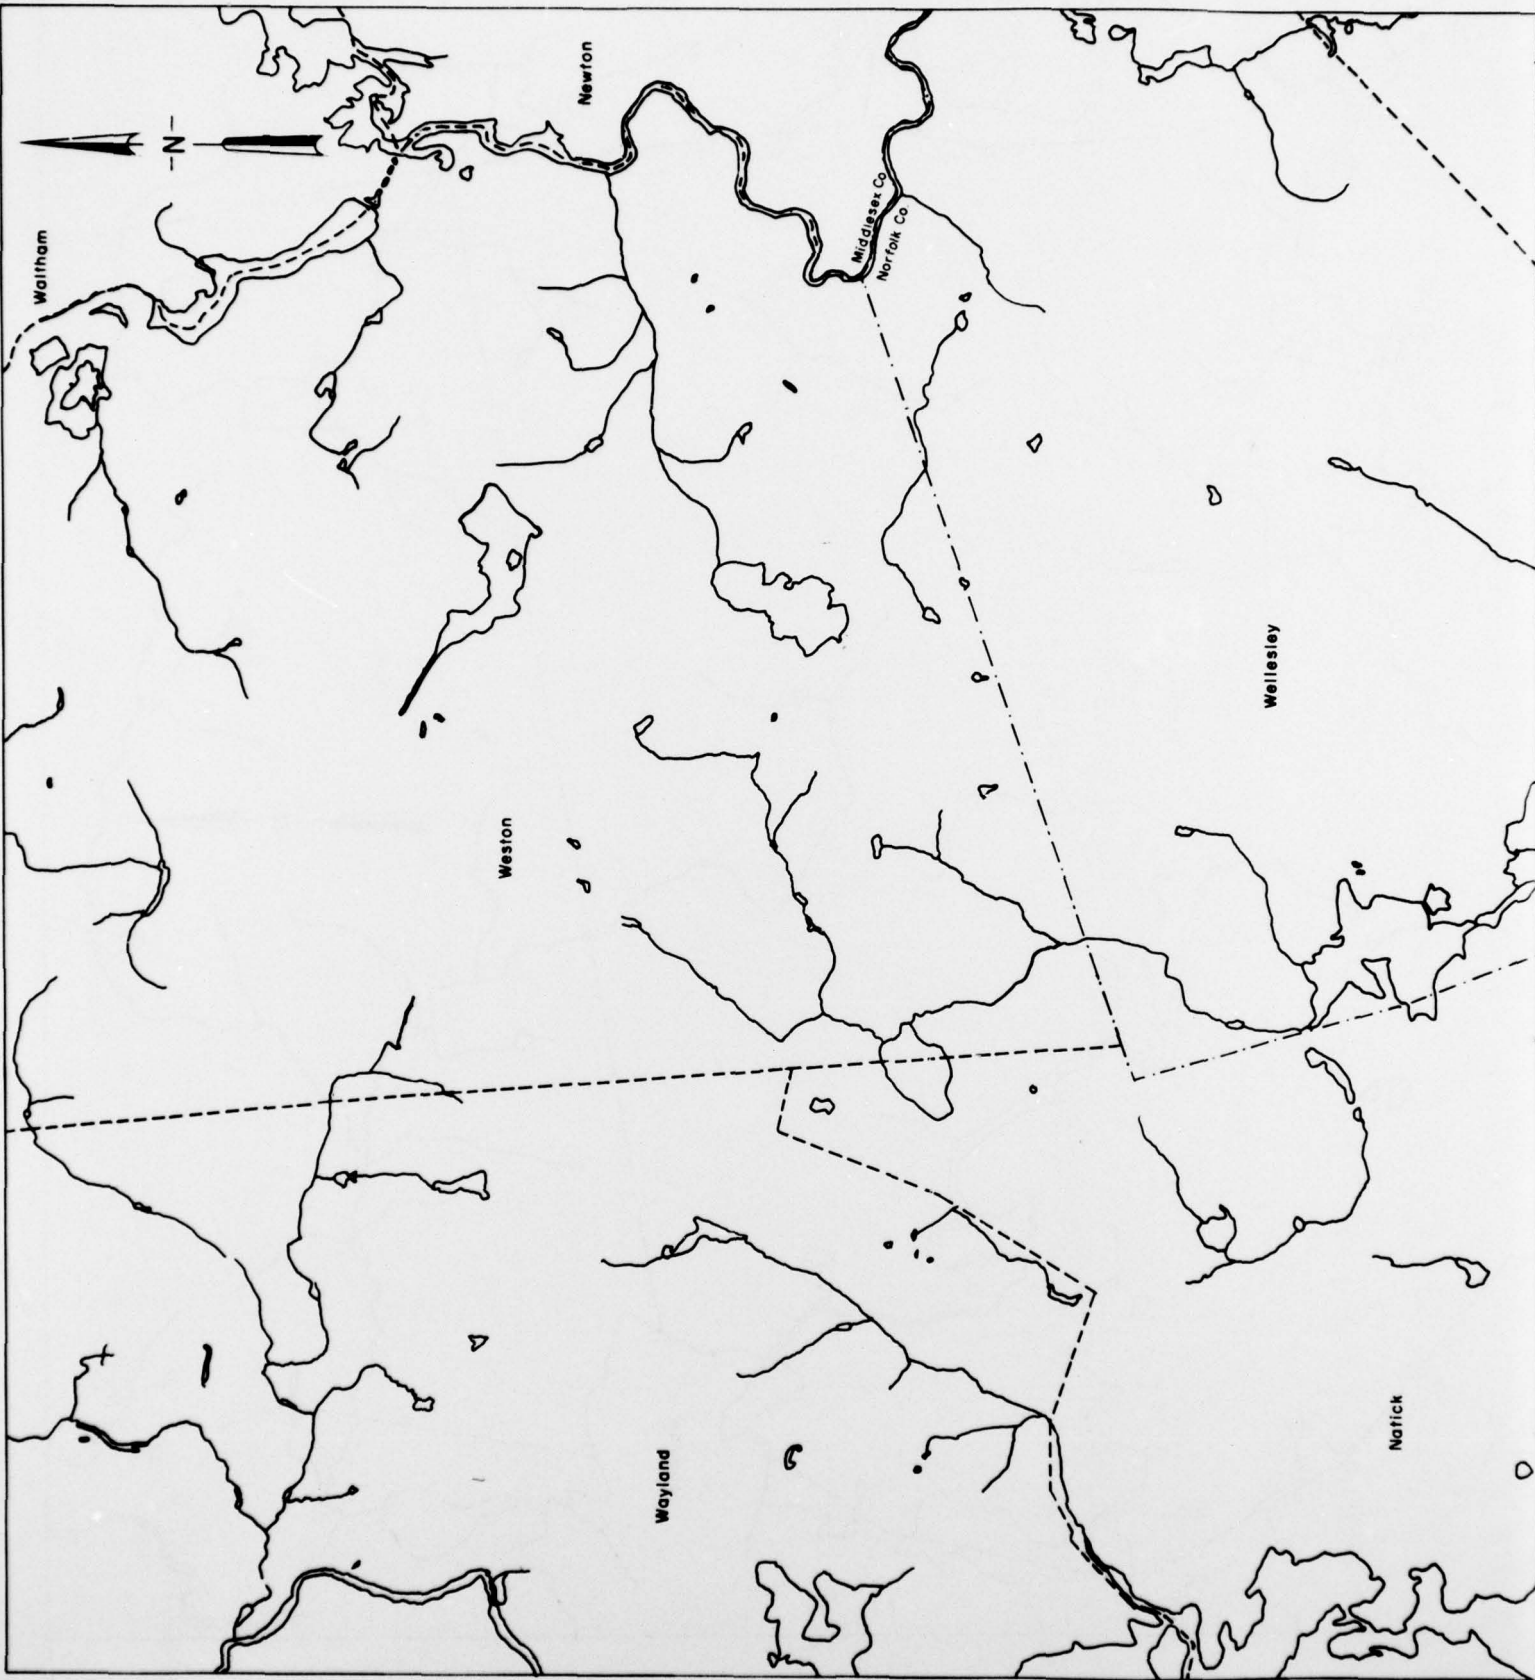 Waltham
Newton
-N-
Middlesex Co
Norfolk Co.
Weston
Wellesley
Wayland
Natick